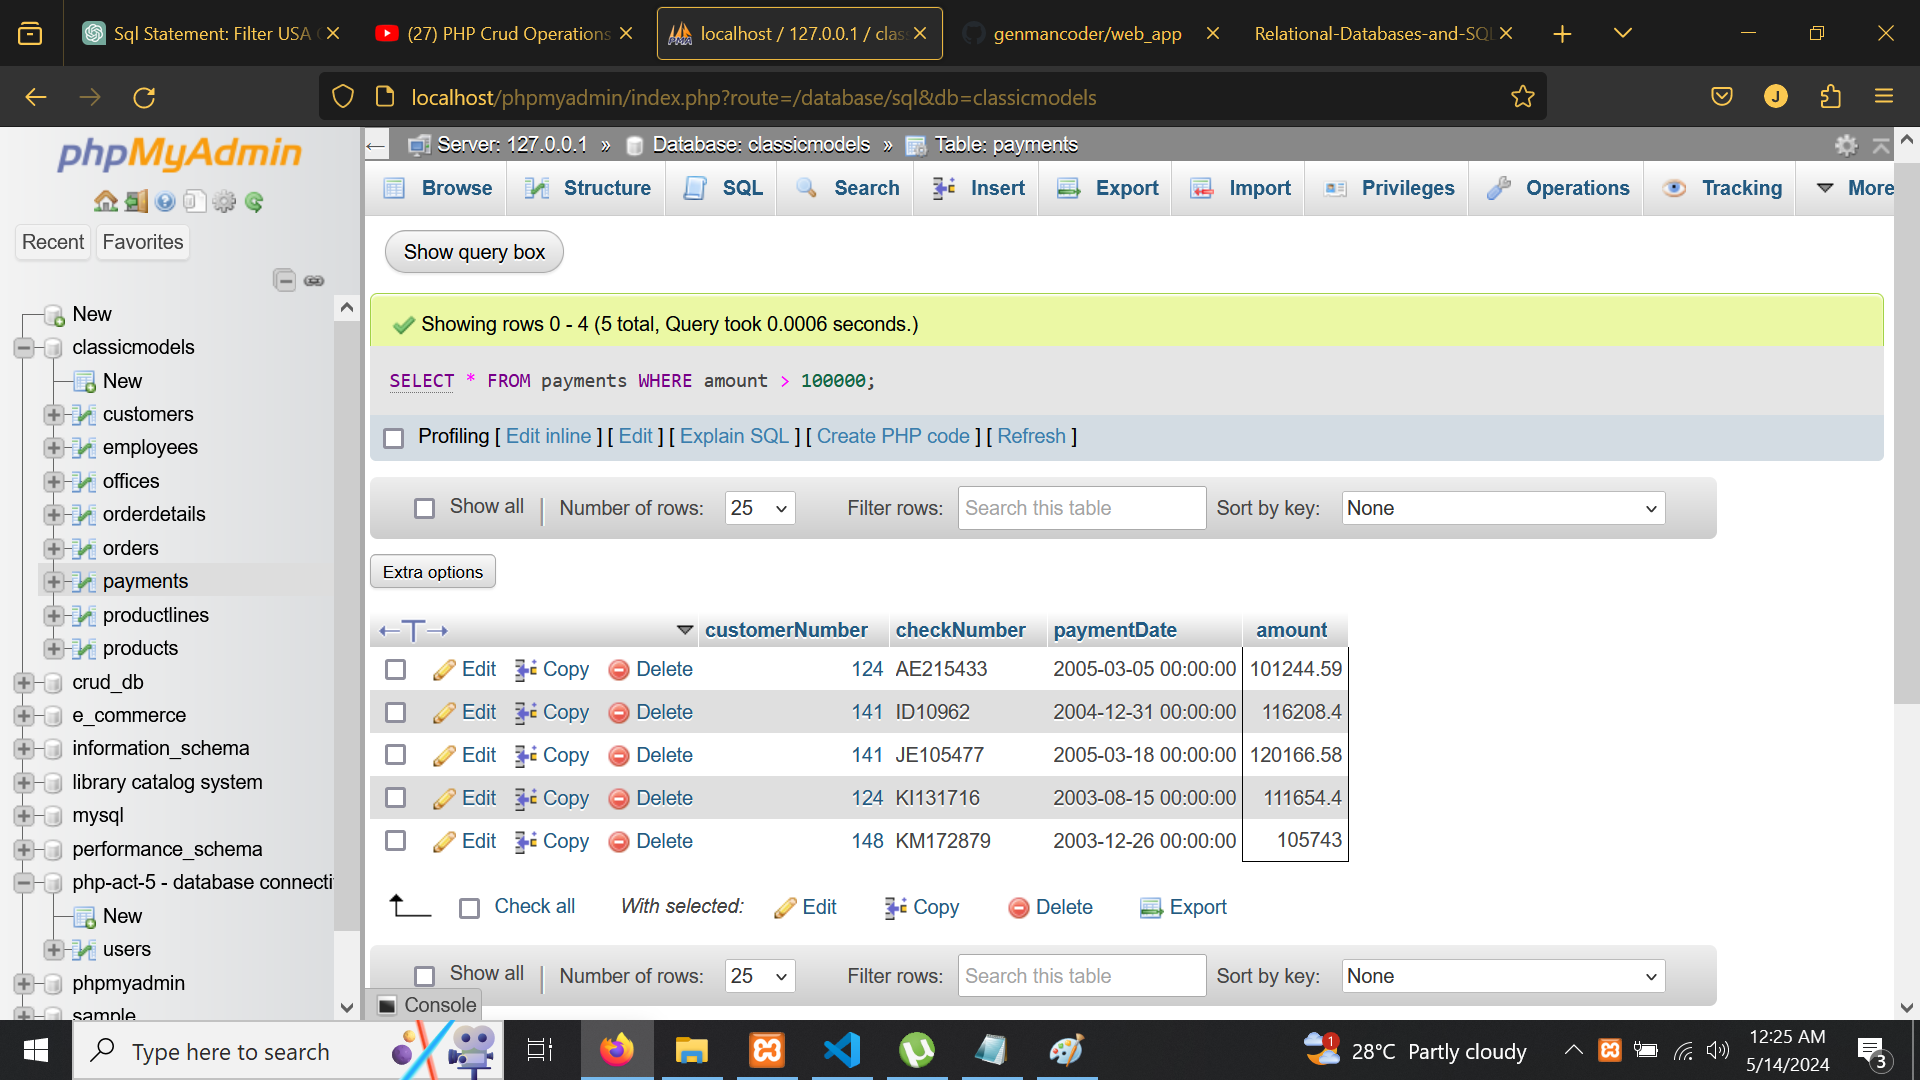 Sql Statement: Filter USA
(27) PHP Crud Operations
localhost / 127.0.0.1 / clas
genmancoder/web_app
Relational-Databases-and-SQL
localhost/phpmyadmin/index.php?route=/database/sql&db=classicmodels
J
phpMyAdmin
Recent
Favorites
New
classicmodels
New
customers
employees
offices
orderdetails
orders
payments
productlines
products
crud_db
e_commerce
information_schema
library catalog system
mysql
performance_schema
php-act-5 - database connecti
New
users
phpmyadmin
sample
Server: 127.0.0.1 » Database: classicmodels » Table: payments
Browse Structure SQL Search Insert Export Import Privileges Operations Tracking More
Show query box
Showing rows 0 - 4 (5 total, Query took 0.0006 seconds.)
SELECT * FROM payments WHERE amount > 100000;
Profiling [ Edit inline ] [ Edit ] [ Explain SQL ] [ Create PHP code ] [ Refresh ]
Show all Number of rows: 25 Filter rows: Search this table Sort by key: None
Extra options
customerNumber checkNumber paymentDate amount
Edit Copy Delete 124 AE215433 2005-03-05 00:00:00 101244.59
Edit Copy Delete 141 ID10962 2004-12-31 00:00:00 116208.4
Edit Copy Delete 141 JE105477 2005-03-18 00:00:00 120166.58
Edit Copy Delete 124 KI131716 2003-08-15 00:00:00 111654.4
Edit Copy Delete 148 KM172879 2003-12-26 00:00:00 105743
Check all With selected: Edit Copy Delete Export
Show all Number of rows: 25 Filter rows: Search this table Sort by key: None
Console
Type here to search
1
28°C Partly cloudy
12:25 AM
5/14/2024
3